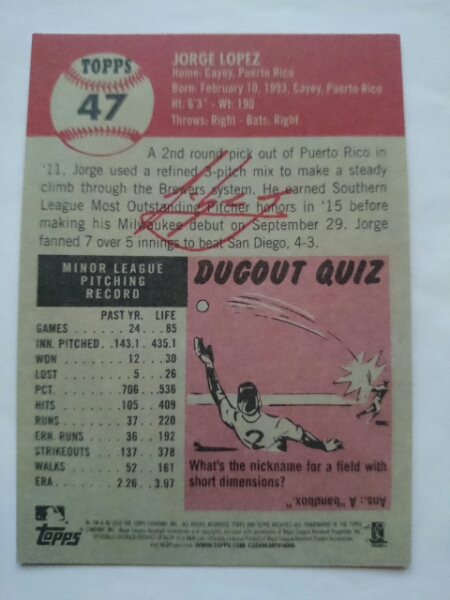 TOPPS
47
JORGE LOPEZ
Home: Cayey, Puerto Rico
Born: February 10, 1993, Cayey, Puerto Rico
Ht: 6'3" - Wt: 190
Throws: Right - Bats: Right
A 2nd round pick out of Puerto Rico in
'11, Jorge used a refined 3-pitch mix to make a steady
climb through the Brewers system. He earned Southern
League Most Outstanding Pitcher honors in '15 before
making his Milwaukee debut on September 29. Jorge
fanned 7 over 5 innings to beat San Diego, 4-3.
MINOR LEAGUE
PITCHING
RECORD
PAST YR. LIFE
GAMES . . . . . . 24 . . . 85
INN. PITCHED . . 143.1 . 435.1
WON . . . . . . 12 . . . 30
LOST . . . . . . 5 . . . 26
PCT. . . . . . .706 . . .536
HITS . . . . . 105 . . 409
RUNS . . . . . 37 . . 220
ERN. RUNS . . . 36 . . 192
STRIKEOUTS . . 137 . . 378
WALKS . . . . . 52 . . 161
ERA . . . . . 2.26 . . 3.97
DUGOUT QUIZ
2
What's the nickname for a field with
short dimensions?
Ans.: A "bandbox".
Topps